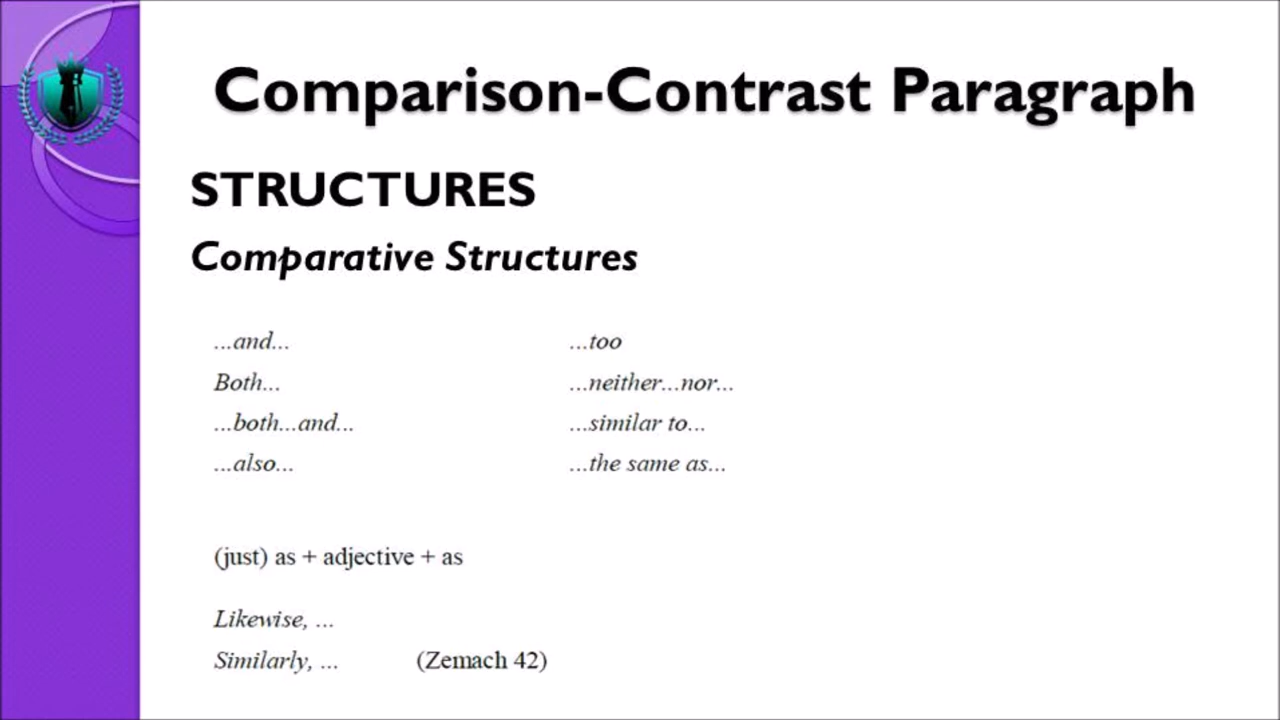 Comparison-Contrast Paragraph
STRUCTURES
Comparative Structures
...and...
Both...
...both...and...
...also...
...too
...neither...nor...
...similar to...
...the same as...
(just) as + adjective + as
Likewise, ...
Similarly, ... (Zemach 42)